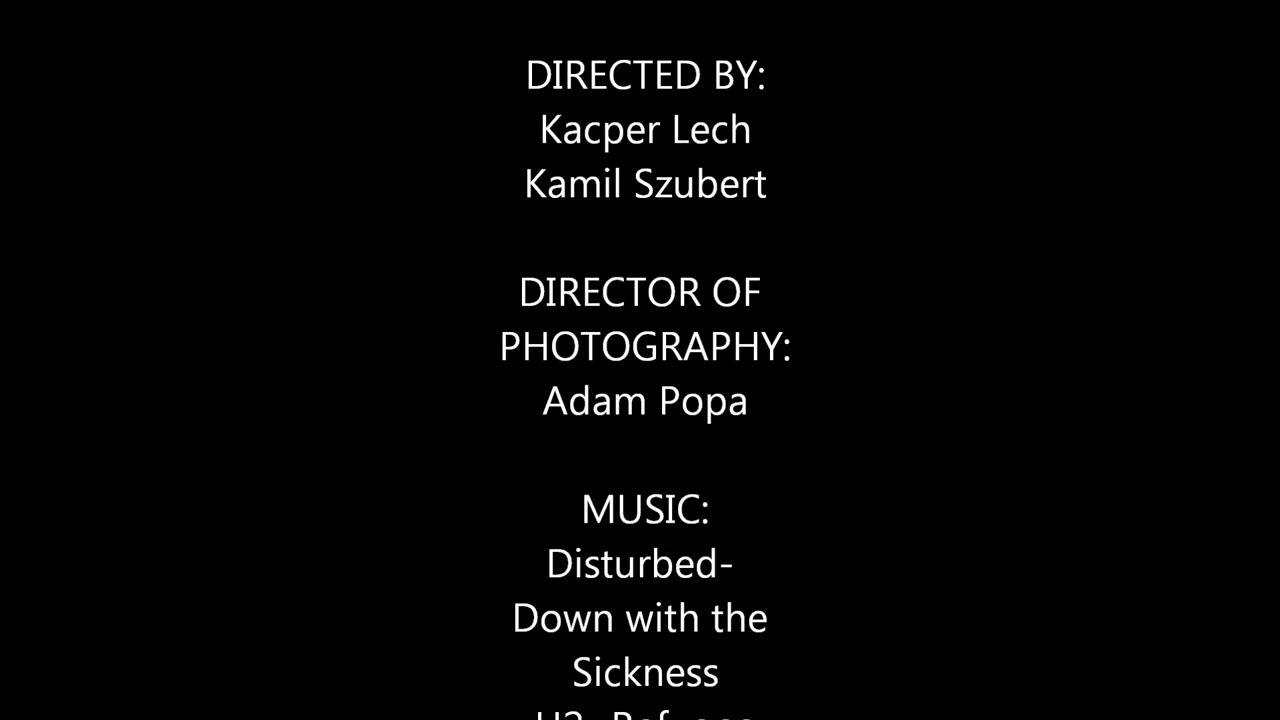 DIRECTED BY:
Kacper Lech
Kamil Szubert
DIRECTOR OF
PHOTOGRAPHY:
Adam Popa
MUSIC:
Disturbed-
Down with the
Sickness